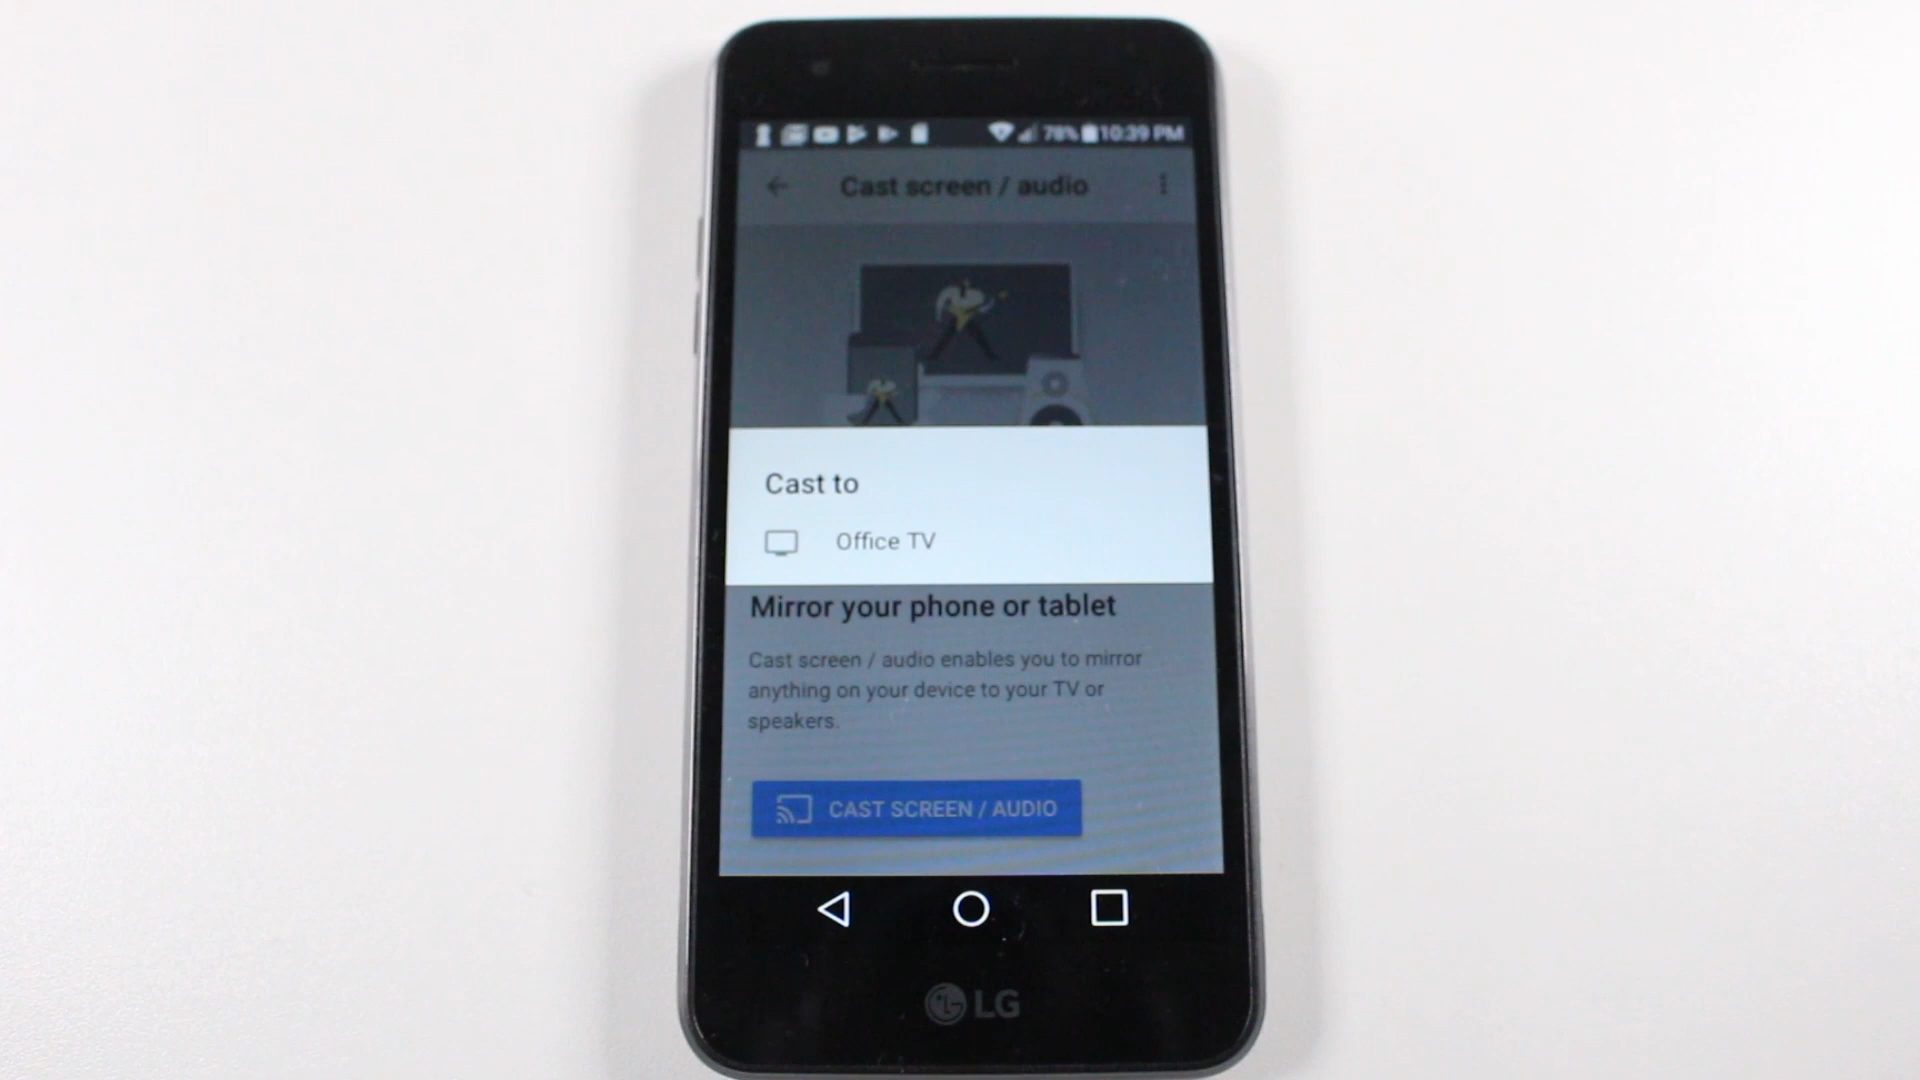 78% 10:39 PM
Cast screen / audio
Cast to
Office TV
Mirror your phone or tablet
Cast screen / audio enables you to mirror
anything on your device to your TV or
speakers.
CAST SCREEN / AUDIO
LG